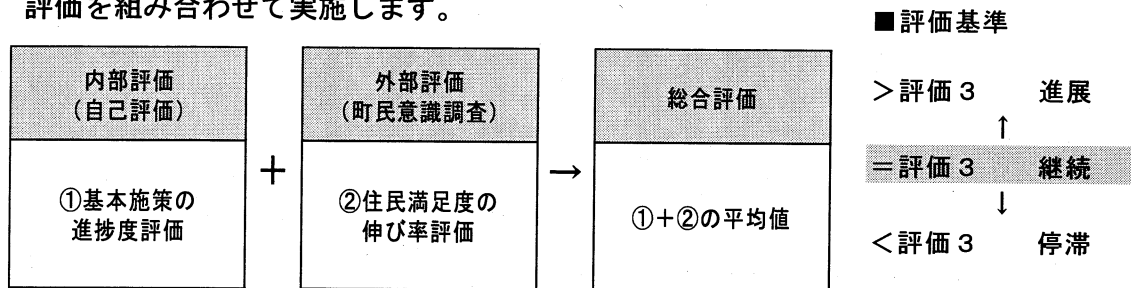 評価を組み合わせて実施します。
内部評価
（自己評価）
①基本施策の
進捗度評価
＋
外部評価
（町民意識調査）
②住民満足度の
伸び率評価
→
総合評価
①＋②の平均値
■評価基準
＞評価３　進展
↑
＝評価３　継続
↓
＜評価３　停滞